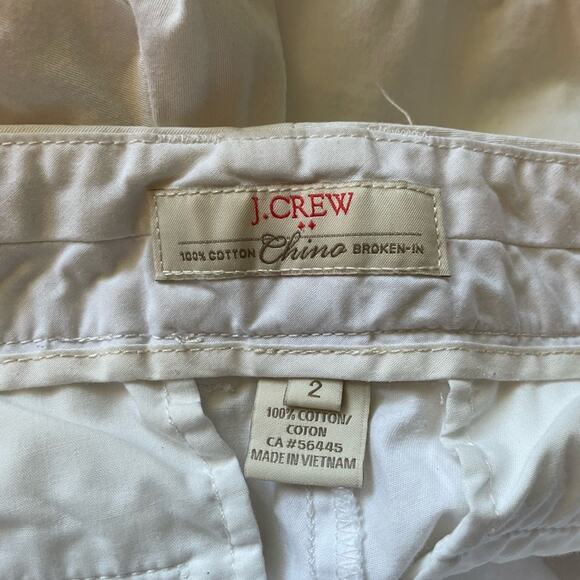 J.CREW
100% COTTON Chino BROKEN-IN
2
100% COTTON/
COTON
CA #56445
MADE IN VIETNAM